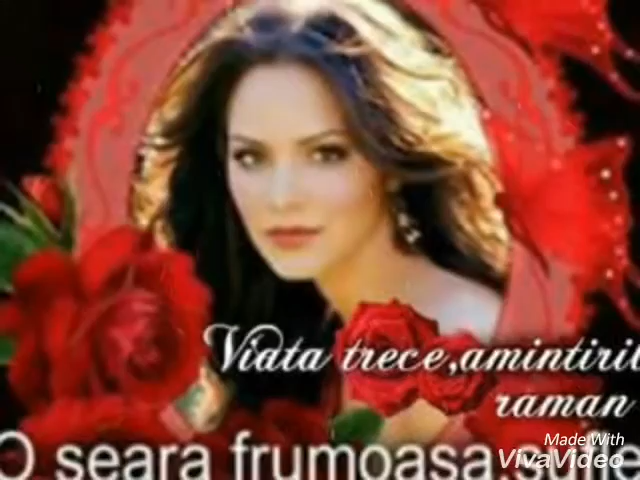 Viata trece,amintiril
raman
O seara frumoasa,sufle
Made With
VivaVideo